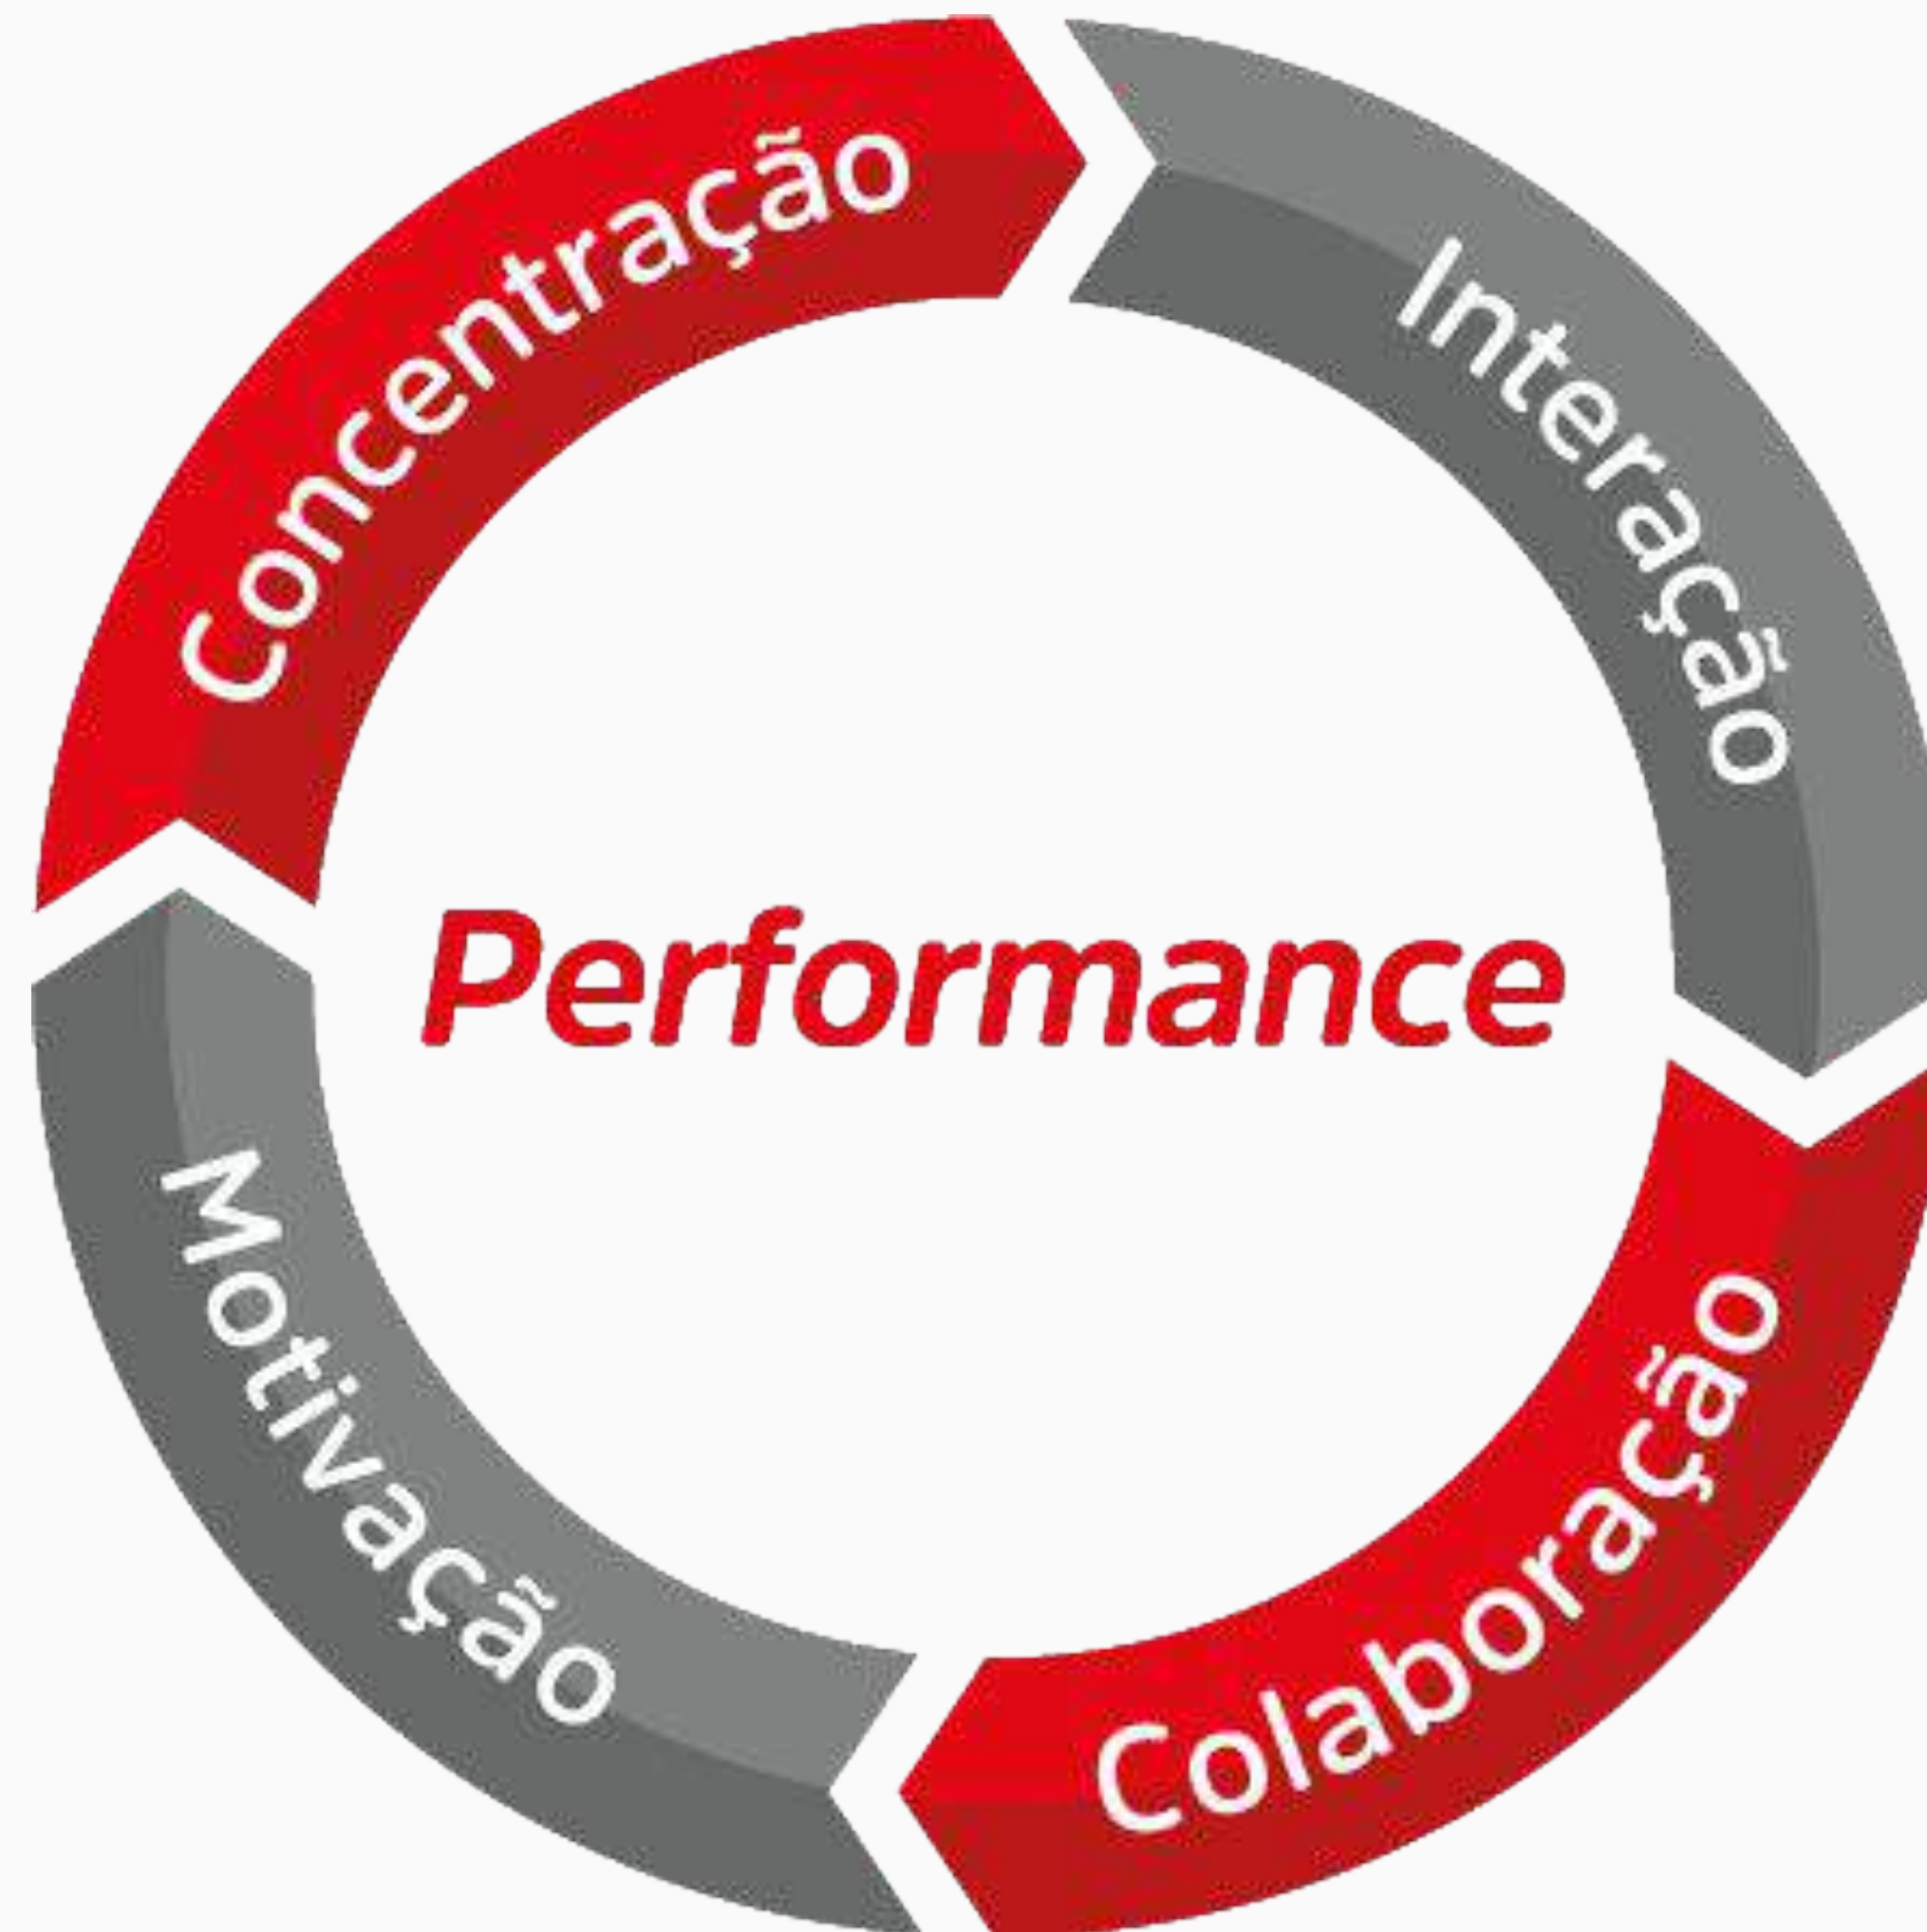 Concentração
Interação
Performance
Motivação
Colaboração